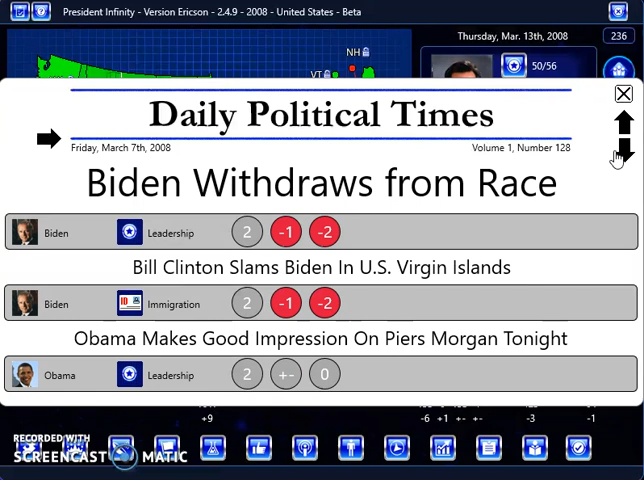 President Infinity - Version Ericson - 2.4.9 - 2008 - United States - Beta
Thursday, Mar. 13th, 2008
236
NH
VT
50/56
Daily Political Times
Friday, March 7th, 2008
Volume 1, Number 128
Biden Withdraws from Race
Biden Leadership 2 -1 -2
Bill Clinton Slams Biden In U.S. Virgin Islands
Biden Immigration 2 -1 -2
Obama Makes Good Impression On Piers Morgan Tonight
Obama Leadership 2 +- 0
+9
-6 +1 +- +-
-3
-1
RECORDED WITH
SCREENCAST MATIC